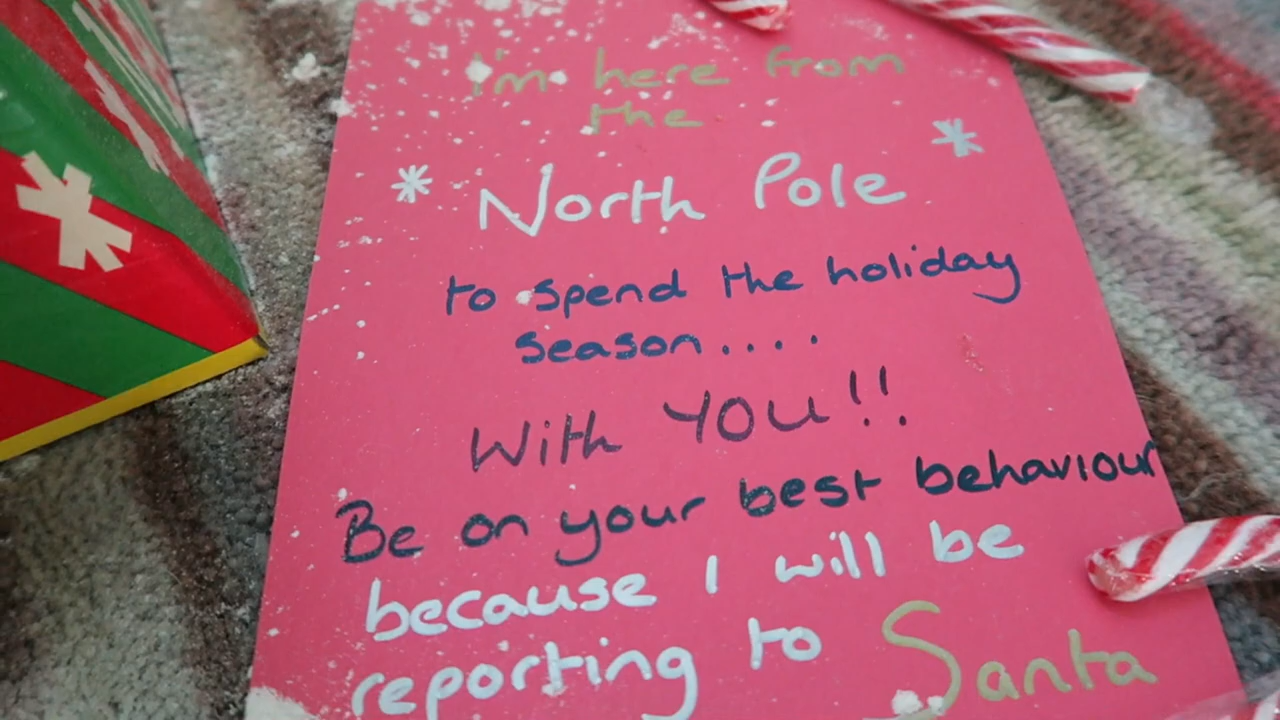 I'm here from
the
* North Pole *
to spend the holiday
season....
With YOU!!
Be on your best behaviour
because I will be
reporting to Santa